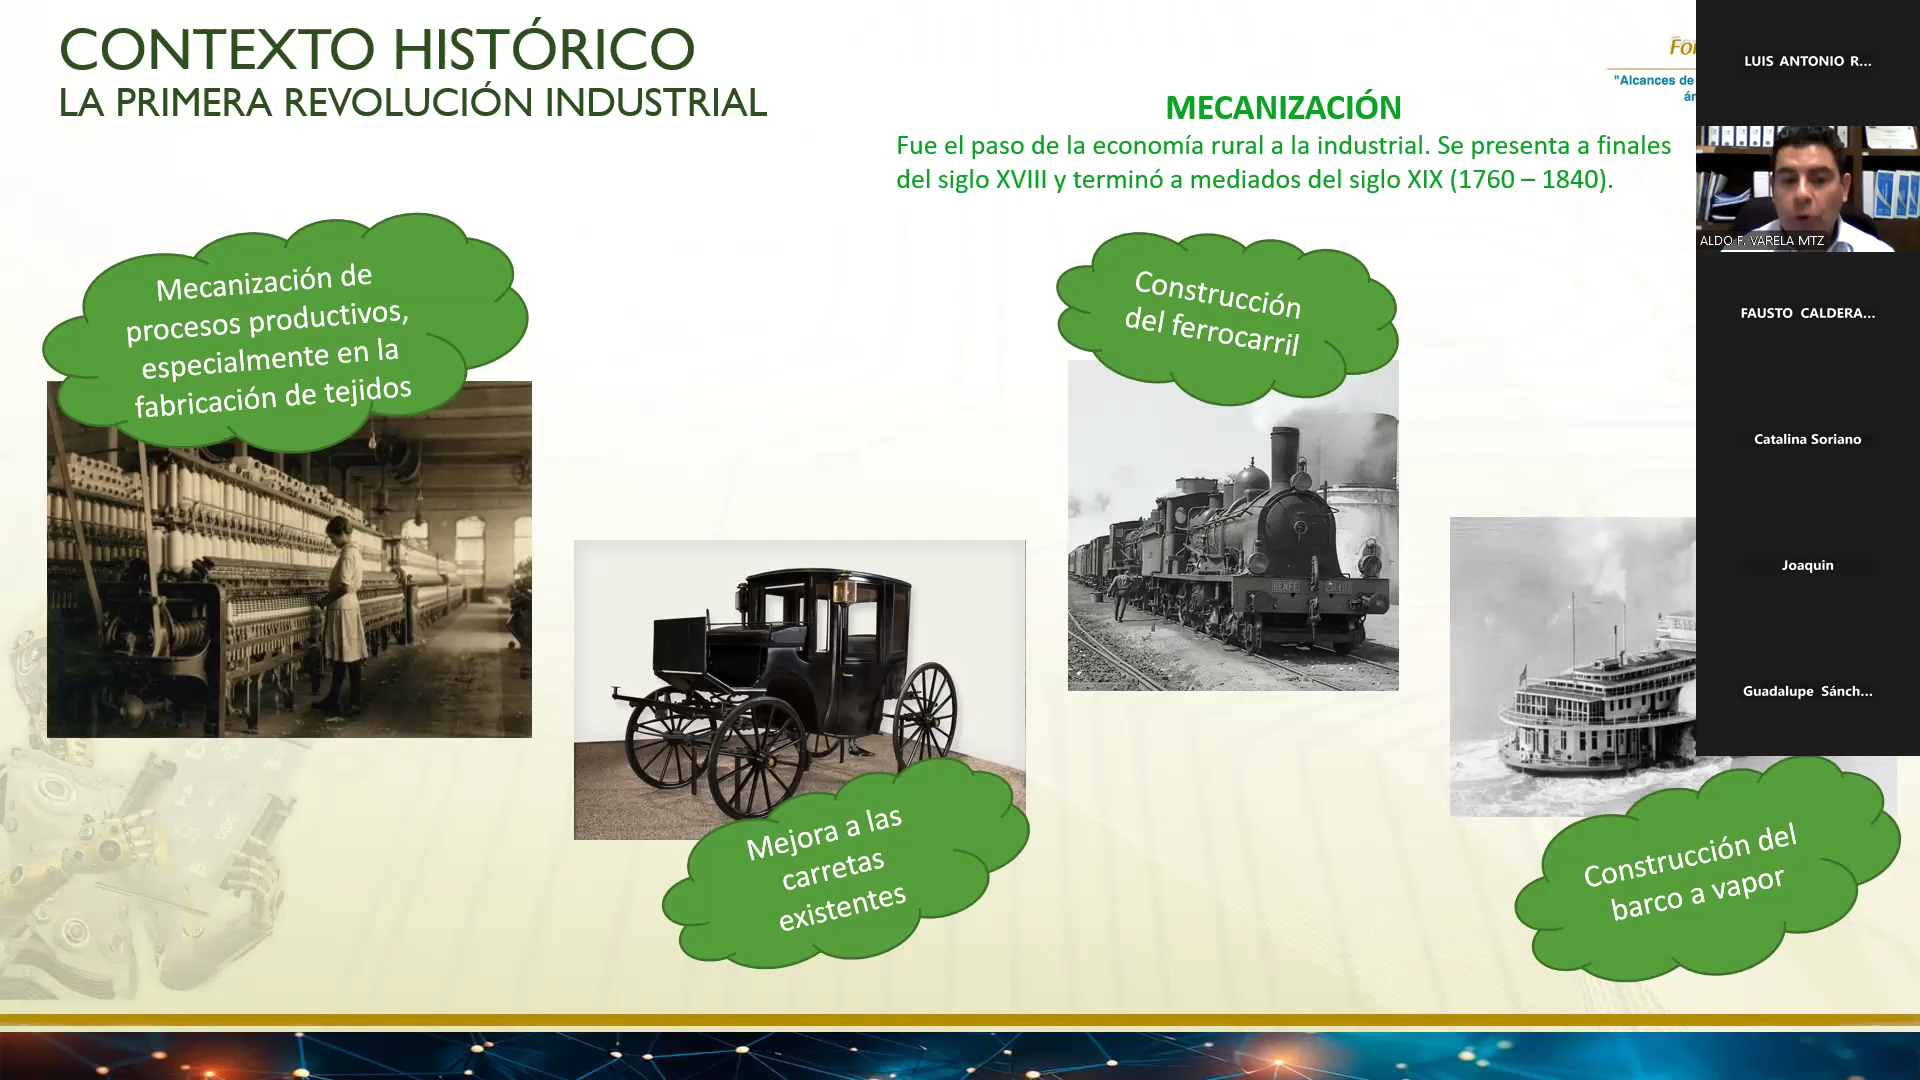 CONTEXTO HISTÓRICO
LA PRIMERA REVOLUCIÓN INDUSTRIAL
MECANIZACIÓN
Fue el paso de la economía rural a la industrial. Se presenta a finales
del siglo XVIII y terminó a mediados del siglo XIX (1760 – 1840).
"Alcances de
Mecanización de
procesos productivos,
especialmente en la
fabricación de tejidos
Construcción
del ferrocarril
RENFE
Mejora a las
carretas
existentes
Construcción del
barco a vapor
LUIS ANTONIO R...
ALDO F. VARELA MTZ
FAUSTO CALDERA...
Catalina Soriano
Joaquin
Guadalupe Sánch...